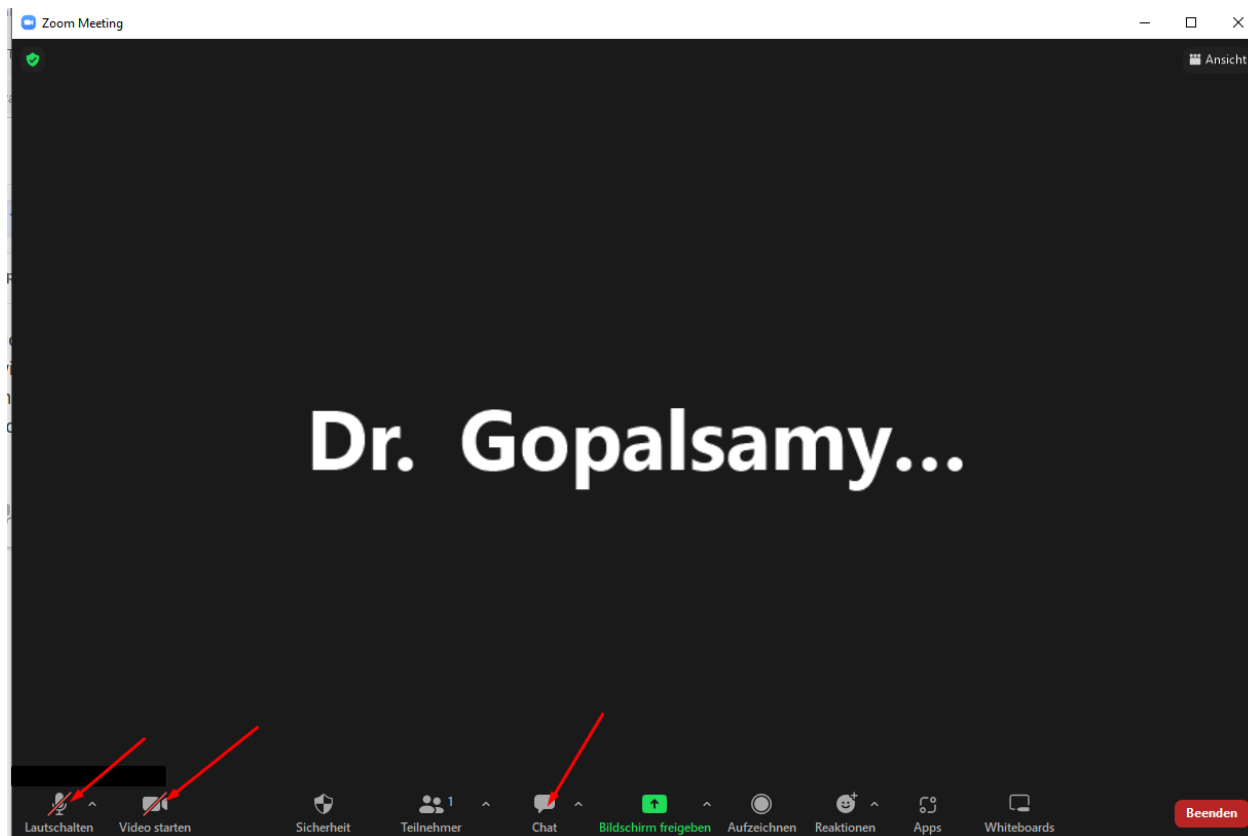 Zoom Meeting
Ansicht
Dr. Gopalsamy...
1
Lautschalten Video starten Sicherheit Teilnehmer Chat Bildschirm freigeben Aufzeichnen Reaktionen Apps Whiteboards Beenden